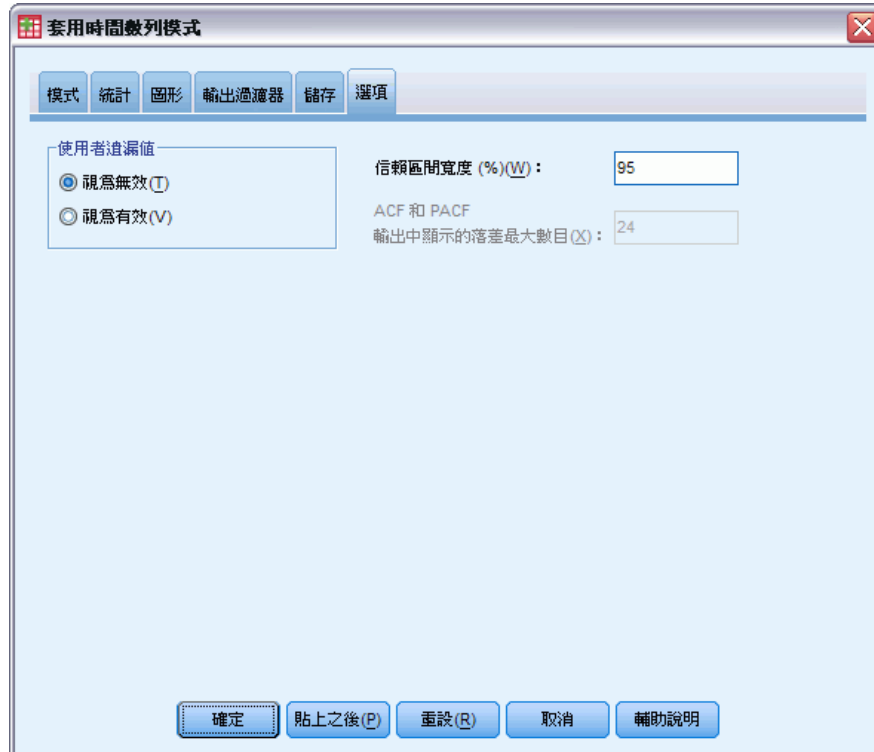 套用時間數列模式
模式 統計 圖形 輸出過濾器 儲存 選項
使用者遺漏值
視為無效(T)
視為有效(V)
信賴區間寬度 (%)(W)： 95
ACF 和 PACF
輸出中顯示的落差最大數目(X)： 24
確定 貼上之後(P) 重設(R) 取消 輔助說明